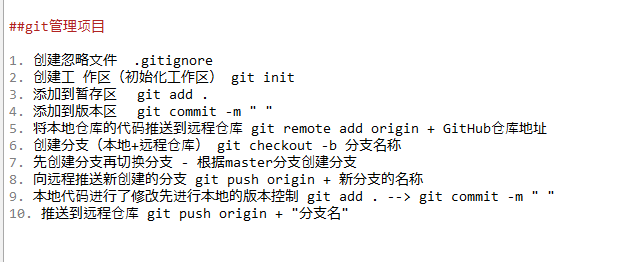 ##git管理项目
1. 创建忽略文件  .gitignore
2. 创建工 作区（初始化工作区） git init
3. 添加到暂存区  git add .
4. 添加到版本区  git commit -m " "
5. 将本地仓库的代码推送到远程仓库 git remote add origin + GitHub仓库地址
6. 创建分支（本地+远程仓库） git checkout -b 分支名称
7. 先创建分支再切换分支 - 根据master分支创建分支
8. 向远程推送新创建的分支 git push origin + 新分支的名称
9. 本地代码进行了修改先进行本地的版本控制 git add . --> git commit -m " "
10. 推送到远程仓库 git push origin + "分支名"